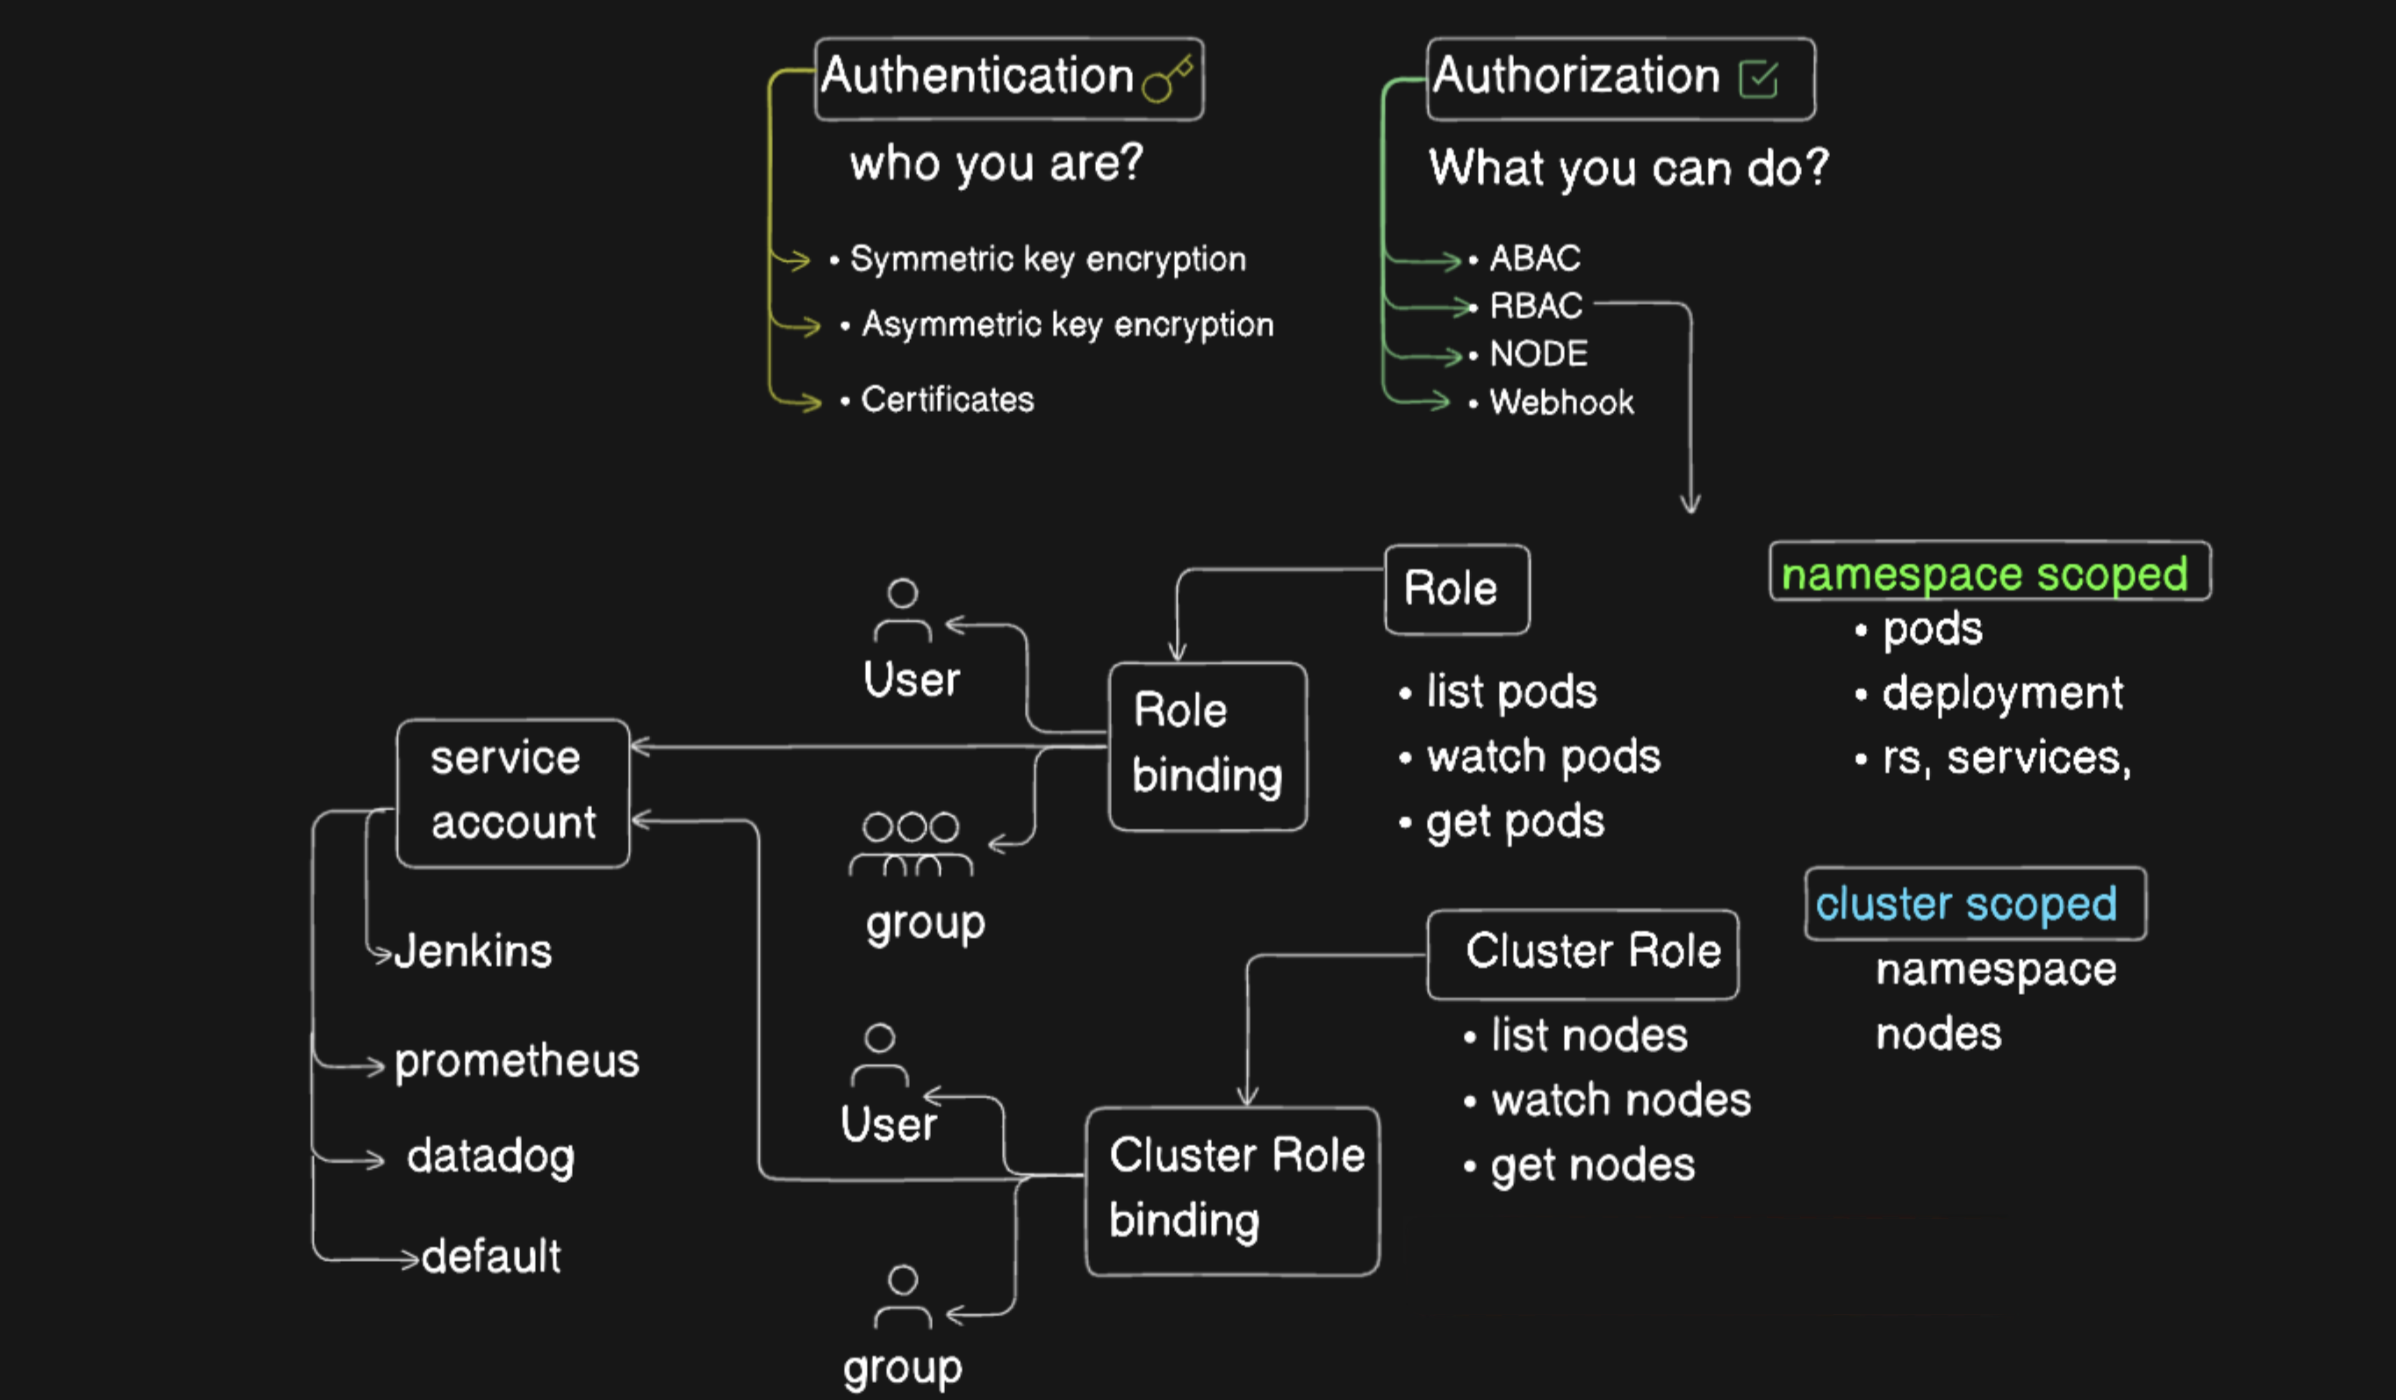 Authentication
who you are?
• Symmetric key encryption
• Asymmetric key encryption
• Certificates
Authorization
What you can do?
• ABAC
• RBAC
• NODE
• Webhook
Role
• list pods
• watch pods
• get pods
namespace scoped
• pods
• deployment
• rs, services,
User
Role
binding
service
account
group
Jenkins
prometheus
datadog
default
Cluster Role
• list nodes
• watch nodes
• get nodes
cluster scoped
namespace
nodes
User
Cluster Role
binding
group